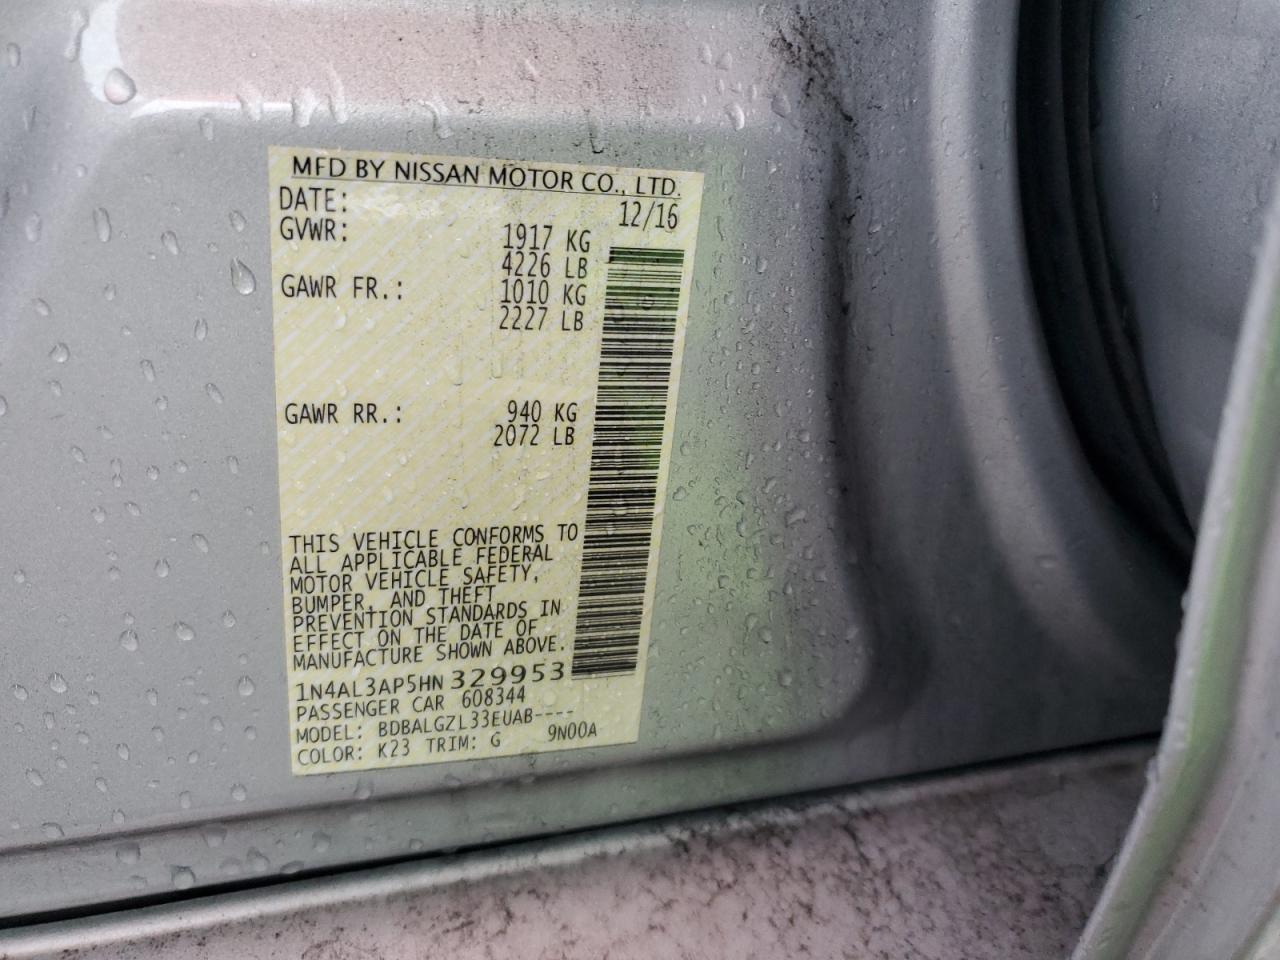 MFD BY NISSAN MOTOR CO., LTD.
DATE: 12/16
GVWR: 1917 KG
4226 LB
GAWR FR.: 1010 KG
2227 LB
GAWR RR.: 940 KG
2072 LB
THIS VEHICLE CONFORMS TO
ALL APPLICABLE FEDERAL
MOTOR VEHICLE SAFETY,
BUMPER, AND THEFT
PREVENTION STANDARDS IN
EFFECT ON THE DATE OF
MANUFACTURE SHOWN ABOVE.
1N4AL3AP5HN 329953
PASSENGER CAR 608344
MODEL: BDBALGZL33EUAB----
COLOR: K23 TRIM: G 9N00A